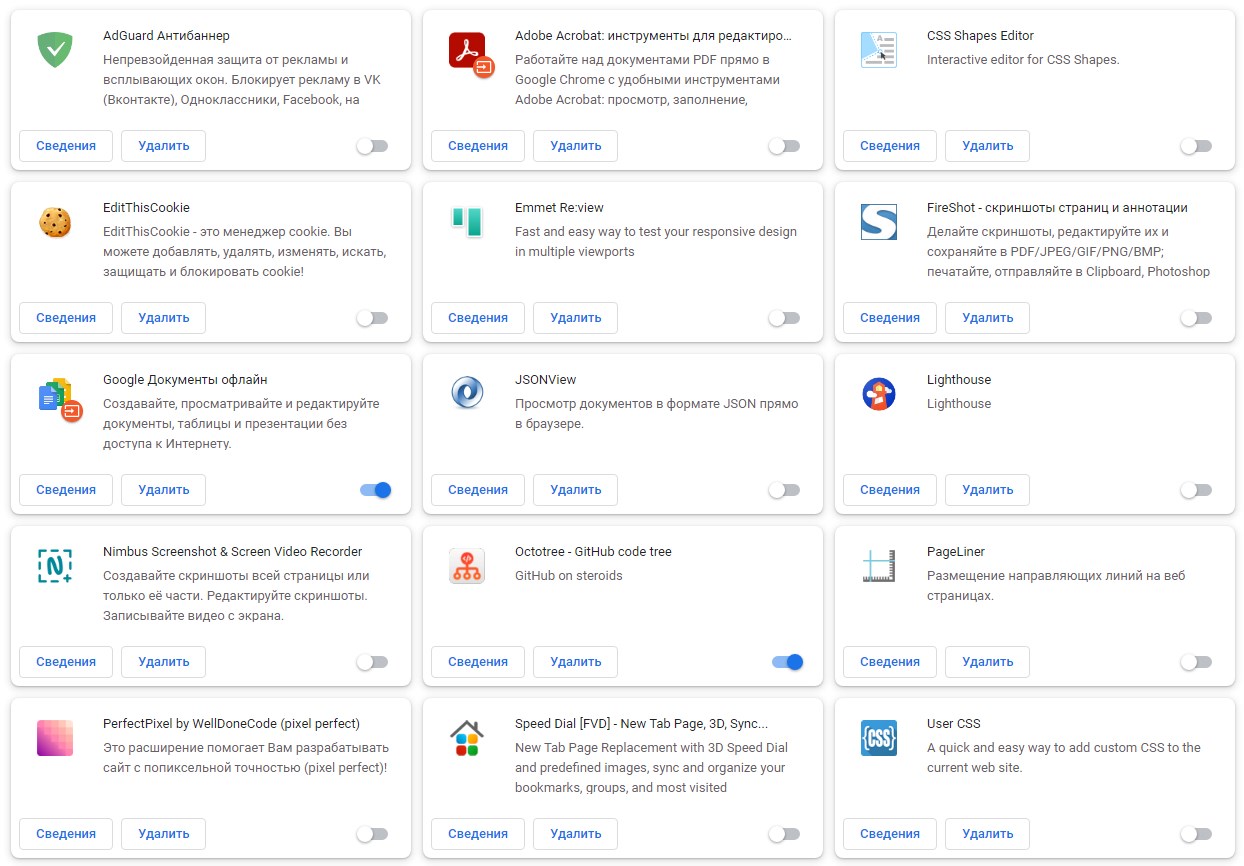 AdGuard Антибаннер
Непревзойденная защита от рекламы и
всплывающих окон. Блокирует рекламу в VK
(Вконтакте), Одноклассники, Facebook, на
Сведения
Удалить
Adobe Acrobat: инструменты для редактиро...
Работайте над документами PDF прямо в
Google Chrome с удобными инструментами
Adobe Acrobat: просмотр, заполнение,
Сведения
Удалить
CSS Shapes Editor
Interactive editor for CSS Shapes.
Сведения
Удалить
EditThisCookie
EditThisCookie - это менеджер cookie. Вы
можете добавлять, удалять, изменять, искать,
защищать и блокировать cookie!
Сведения
Удалить
Emmet Re:view
Fast and easy way to test your responsive design
in multiple viewports
Сведения
Удалить
FireShot - скриншоты страниц и аннотации
Делайте скриншоты, редактируйте их и
сохраняйте в PDF/JPEG/GIF/PNG/BMP;
печатайте, отправляйте в Clipboard, Photoshop
Сведения
Удалить
Google Документы офлайн
Создавайте, просматривайте и редактируйте
документы, таблицы и презентации без
доступа к Интернету.
Сведения
Удалить
JSONView
Просмотр документов в формате JSON прямо
в браузере.
Сведения
Удалить
Lighthouse
Lighthouse
Сведения
Удалить
N
Nimbus Screenshot & Screen Video Recorder
Создавайте скриншоты всей страницы или
только её части. Редактируйте скриншоты.
Записывайте видео с экрана.
Сведения
Удалить
Octotree - GitHub code tree
GitHub on steroids
Сведения
Удалить
PageLiner
Размещение направляющих линий на веб
страницах.
Сведения
Удалить
PerfectPixel by WellDoneCode (pixel perfect)
Это расширение помогает Вам разрабатывать
сайт с попиксельной точностью (pixel perfect)!
Сведения
Удалить
Speed Dial [FVD] - New Tab Page, 3D, Sync...
New Tab Page Replacement with 3D Speed Dial
and predefined images, sync and organize your
bookmarks, groups, and most visited
Сведения
Удалить
{CSS}
User CSS
A quick and easy way to add custom CSS to the
current web site.
Сведения
Удалить